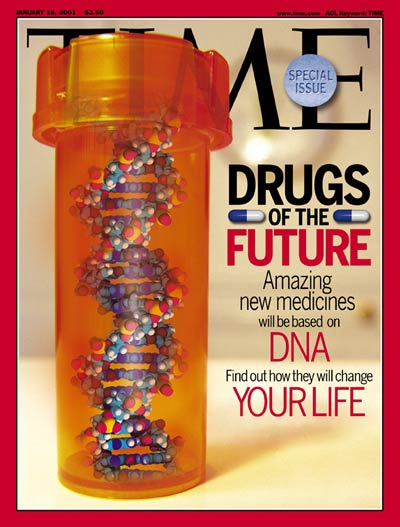 JANUARY 15, 2001 $3.50 www.time.com AOL Keyword: TIME
TIME
SPECIAL
ISSUE
DRUGS
OF THE
FUTURE
Amazing
new medicines
will be based on
DNA
Find out how they will change
YOUR LIFE